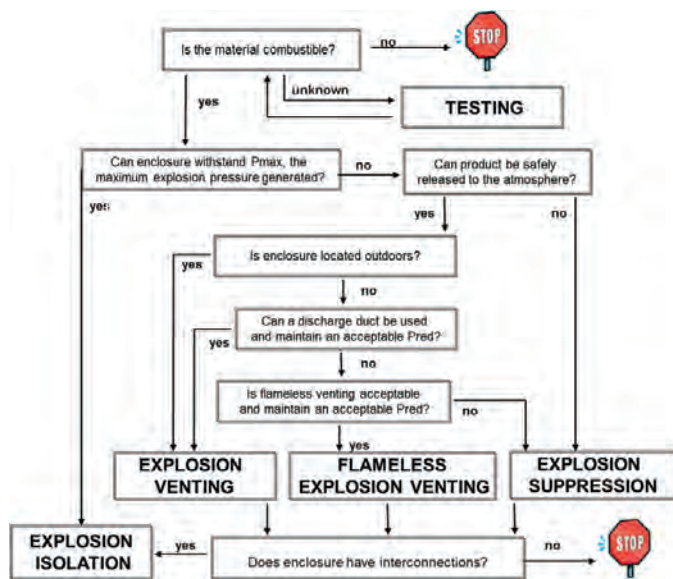 Is the material combustible?
no
STOP
unknown
yes
TESTING
Can enclosure withstand Pmax, the
maximum explosion pressure generated?
no
Can product be safely
released to the atmosphere?
yes
yes
no
Is enclosure located outdoors?
yes
no
Can a discharge duct be used
and maintain an acceptable Pred?
yes
no
Is flameless venting acceptable
and maintain an acceptable Pred?
no
yes
EXPLOSION
VENTING
FLAMELESS
EXPLOSION VENTING
EXPLOSION
SUPPRESSION
EXPLOSION
ISOLATION
yes
Does enclosure have interconnections?
no
STOP